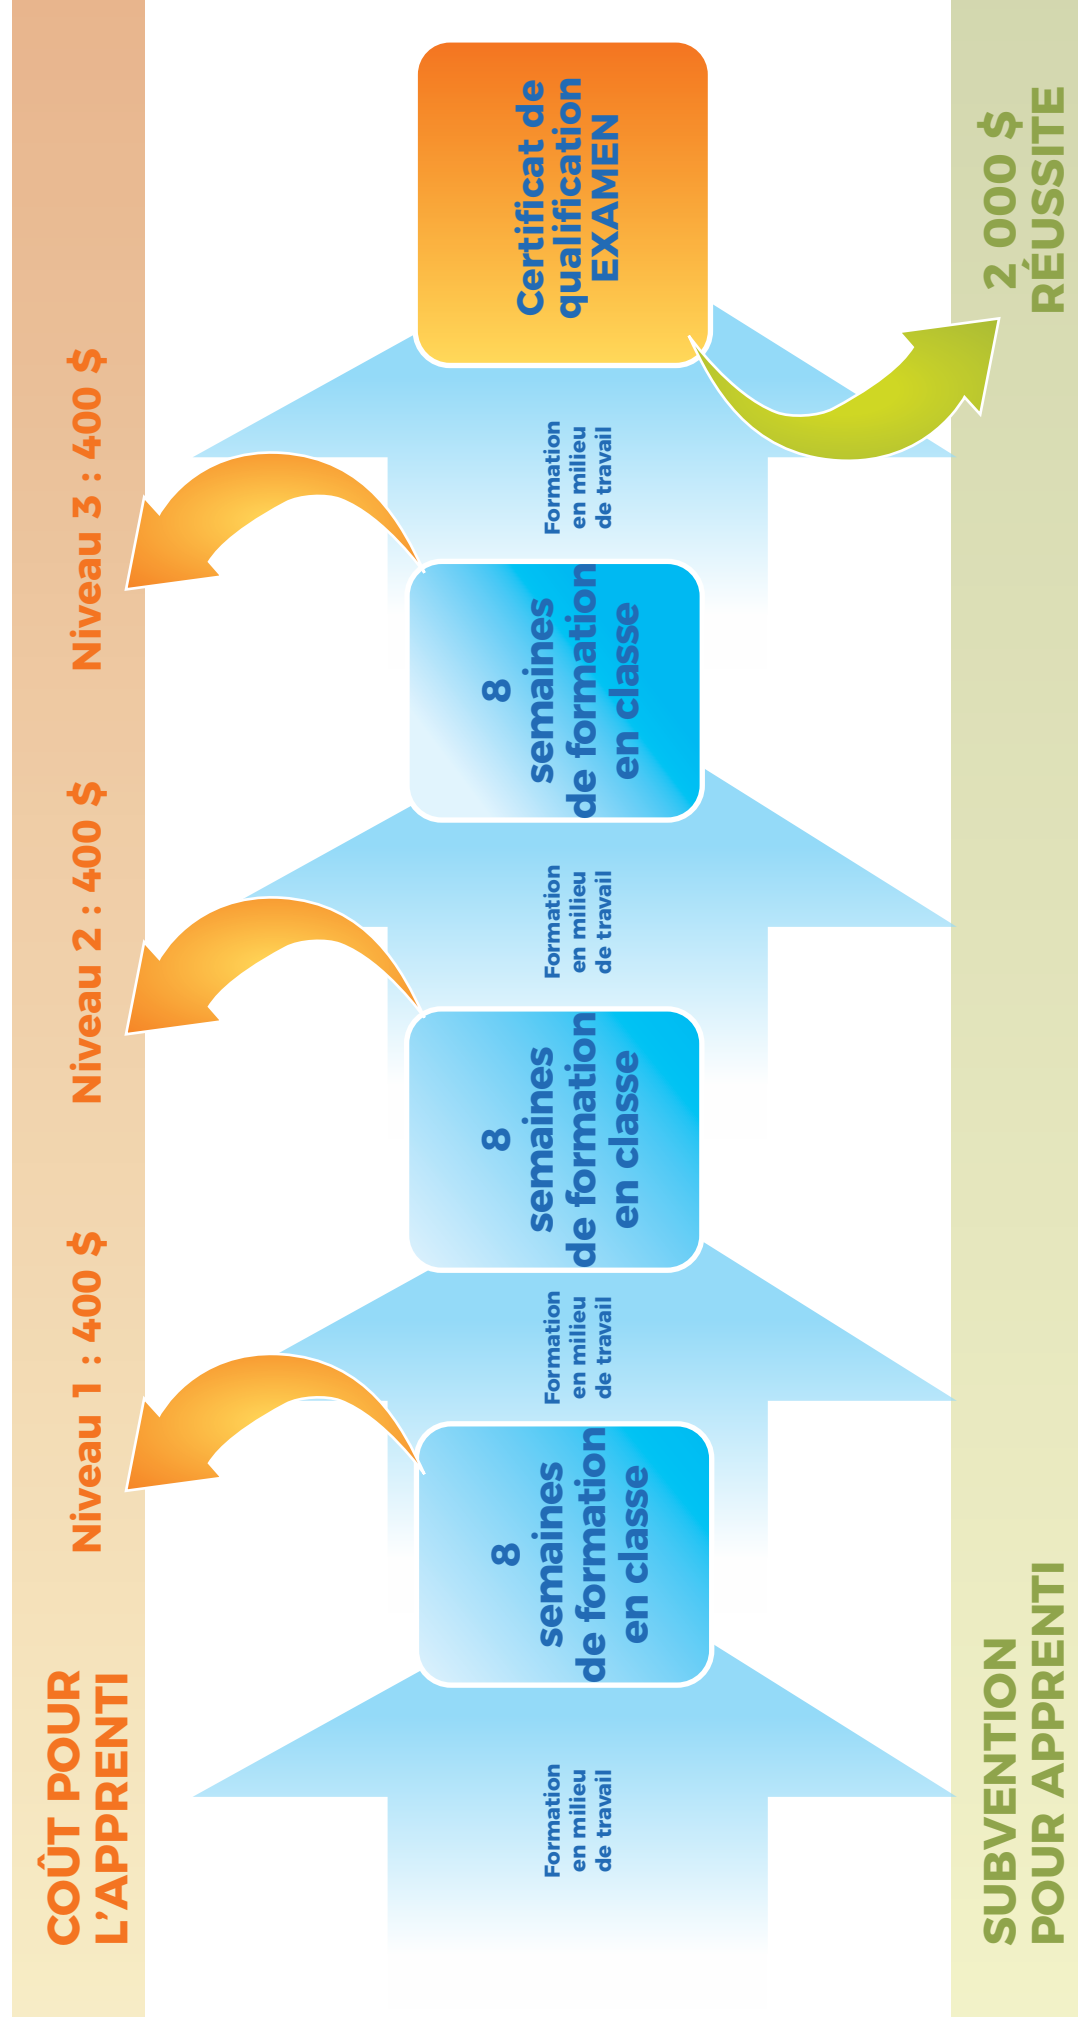 COÛT POUR
L’APPRENTI
Niveau 1 : 400 $
Niveau 2 : 400 $
Niveau 3 : 400 $
Formation
en milieu
de travail
8
semaines
de formation
en classe
Formation
en milieu
de travail
8
semaines
de formation
en classe
Formation
en milieu
de travail
8
semaines
de formation
en classe
Formation
en milieu
de travail
Certificat de
qualification
EXAMEN
SUBVENTION
POUR APPRENTI
2 000 $
RÉUSSITE